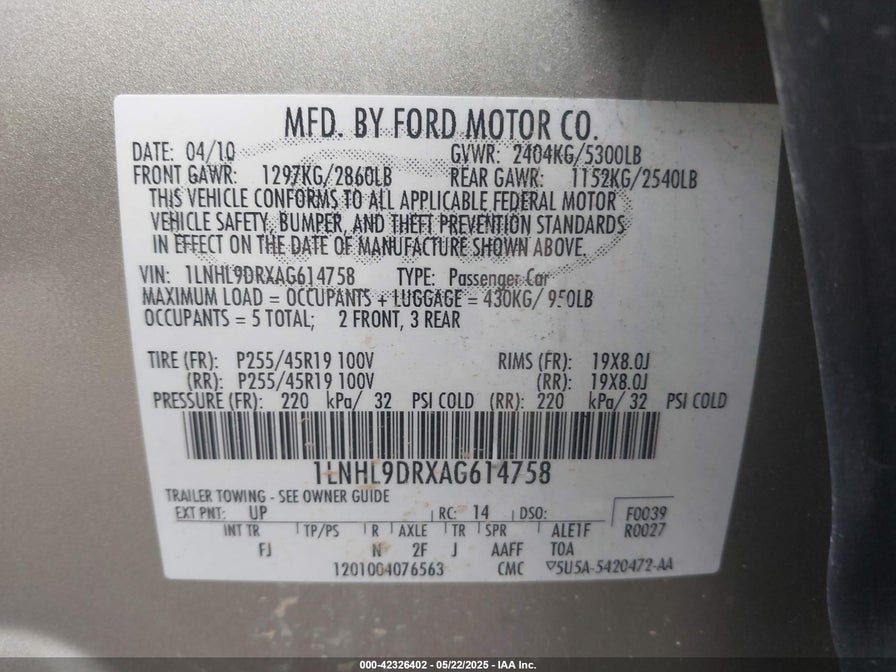 MFD. BY FORD MOTOR CO.
DATE: 04/10 GVWR: 2404KG/5300LB
FRONT GAWR: 1297KG/2860LB REAR GAWR: 1152KG/2540LB
THIS VEHICLE CONFORMS TO ALL APPLICABLE FEDERAL MOTOR
VEHICLE SAFETY, BUMPER, AND THEFT PREVENTION STANDARDS
IN EFFECT ON THE DATE OF MANUFACTURE SHOWN ABOVE.
VIN: 1LNHL9DRXAG614758 TYPE: Passenger Car
MAXIMUM LOAD = OCCUPANTS + LUGGAGE = 430KG/ 950LB
OCCUPANTS = 5 TOTAL; 2 FRONT, 3 REAR
TIRE (FR): P255/45R19 100V RIMS (FR): 19X8.0J
(RR): P255/45R19 100V (RR): 19X8.0J
PRESSURE (FR): 220 kPa/ 32 PSI COLD (RR): 220 kPa/ 32 PSI COLD
1LNHL9DRXAG614758
TRAILER TOWING - SEE OWNER GUIDE
EXT PNT: UP RC: 14 DSO: F0039
INT TR TP/PS R AXLE TR SPR ALE1F R0027
FJ N 2F J AAFF TOA
1201004076563 CMC 5U5A-5420472-AA
000-42326402 - 05/22/2025 - IAA Inc.